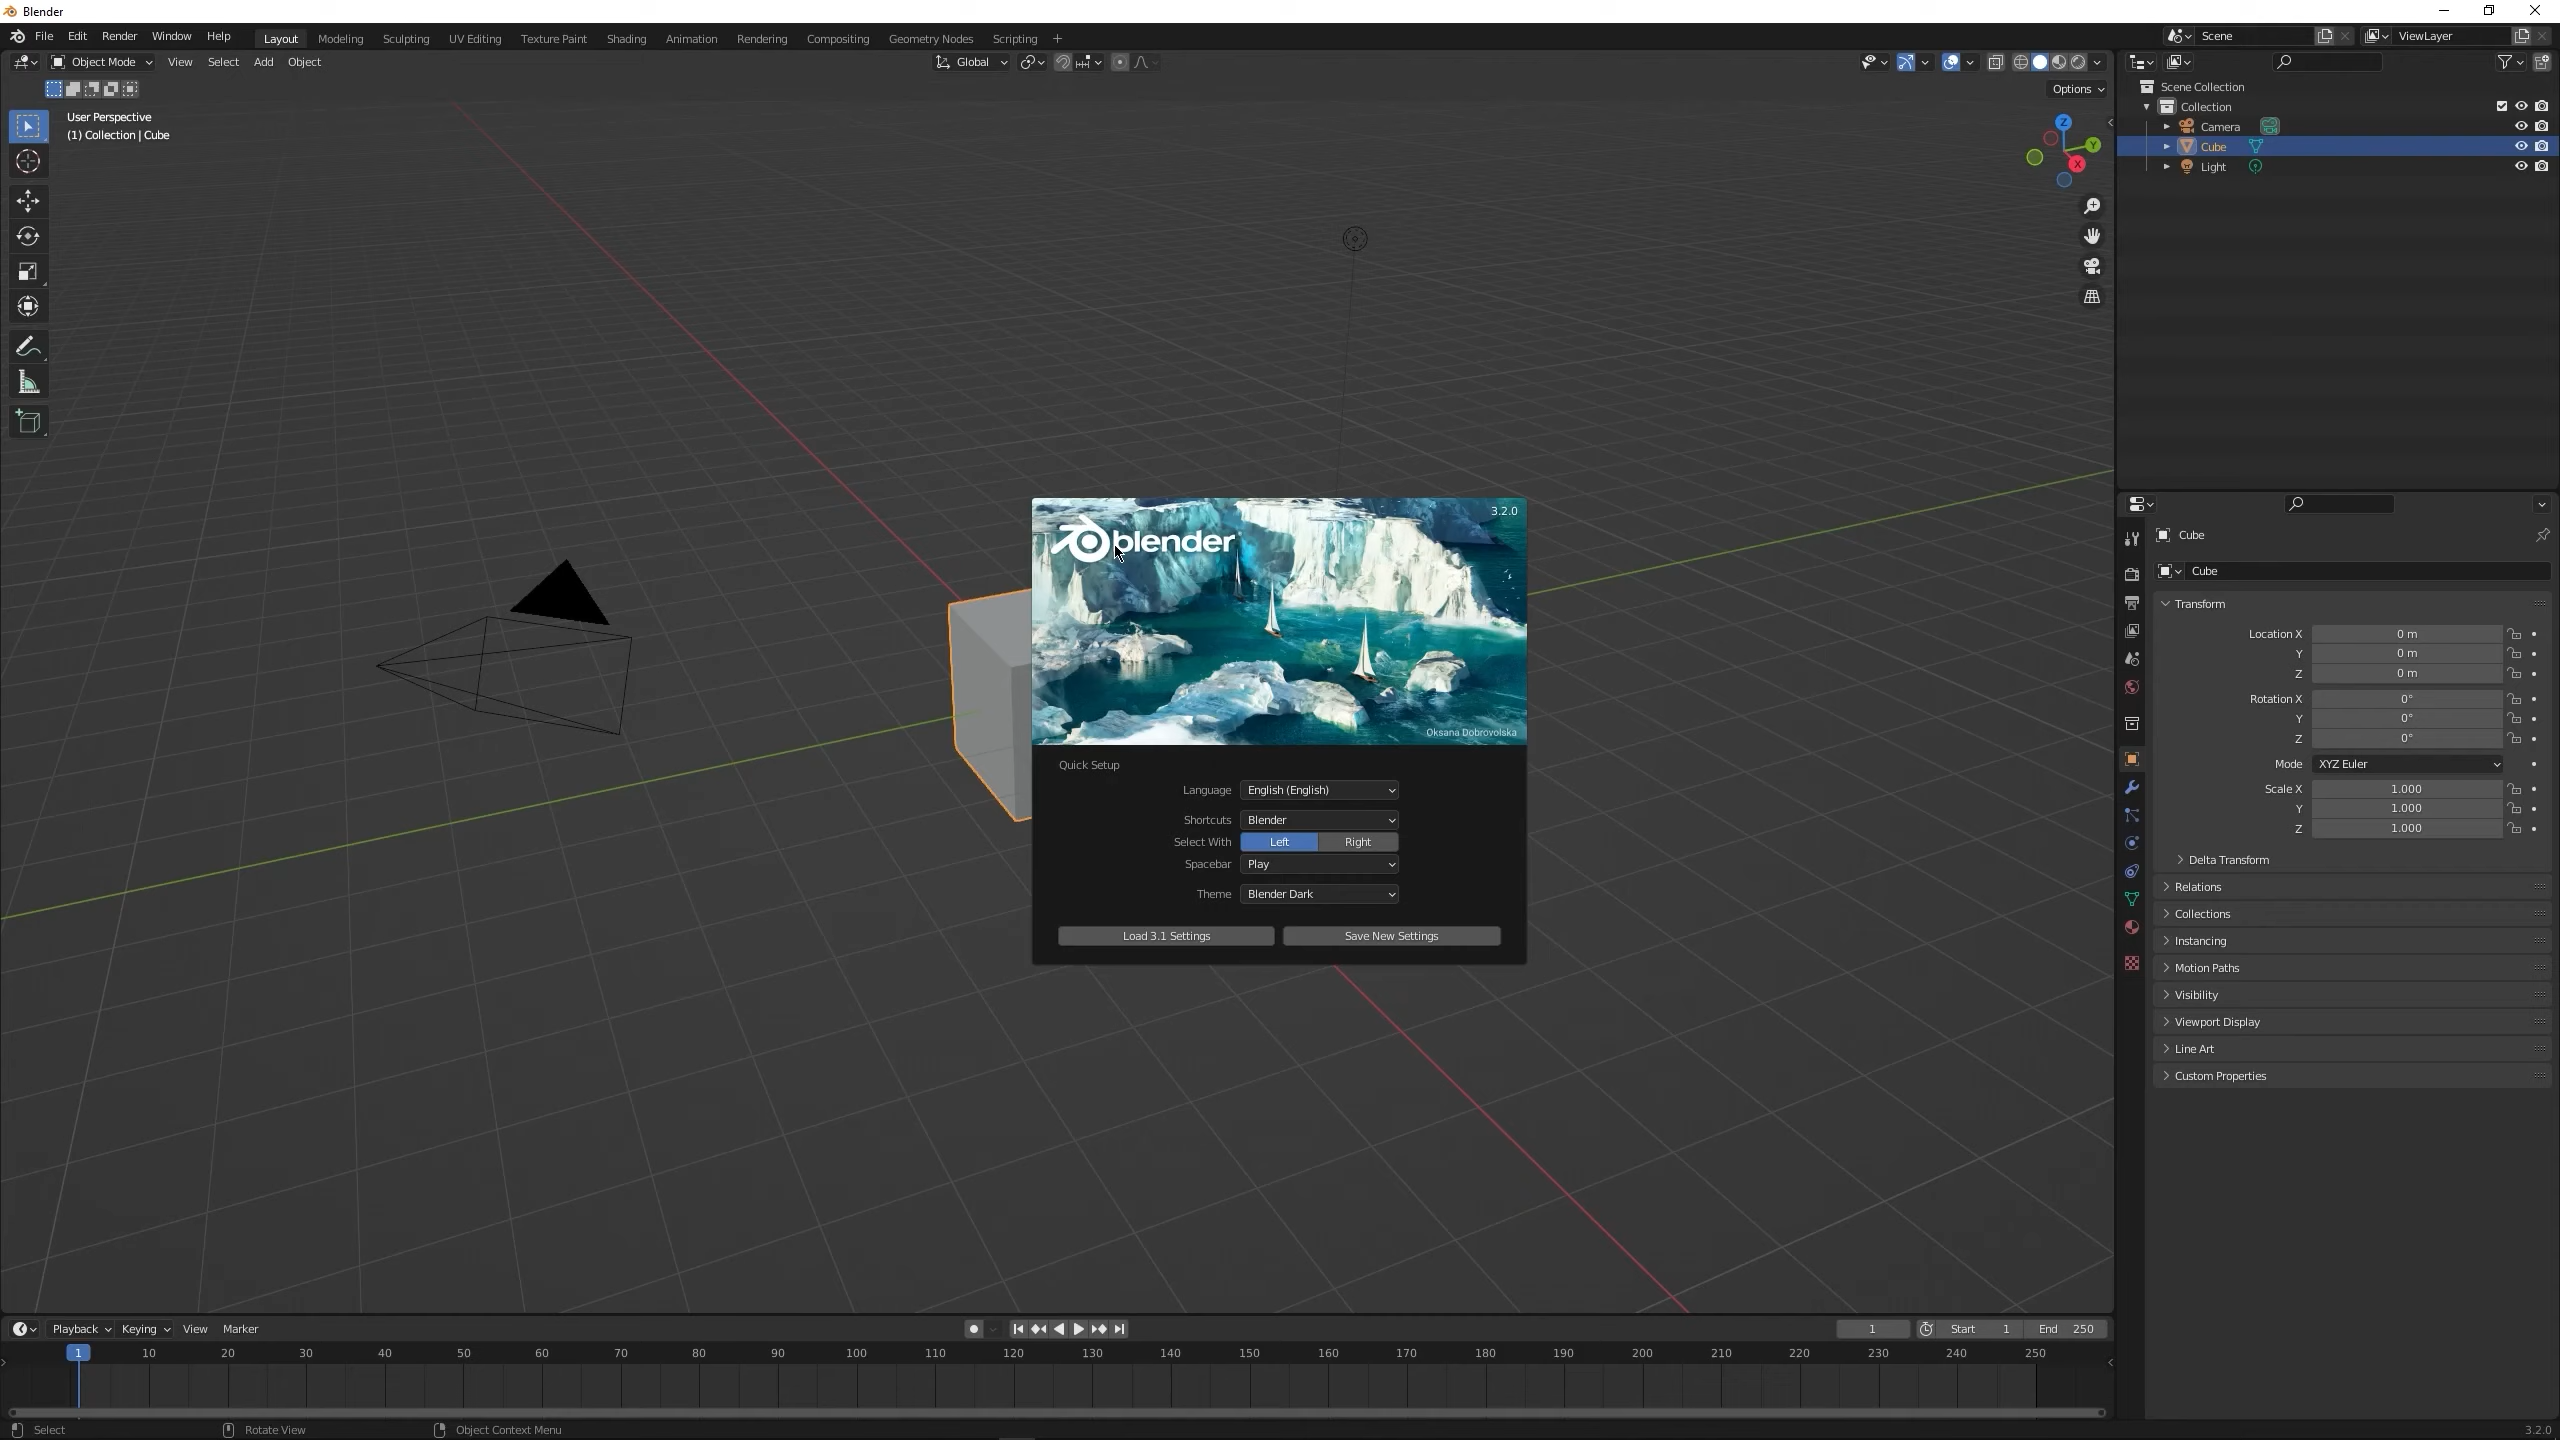 Blender
File Edit Render Window Help Layout Modeling Sculpting UV Editing Texture Paint Shading Animation Rendering Compositing Geometry Nodes Scripting + Scene ViewLayer
Object Mode View Select Add Object Global
Options
User Perspective
(1) Collection | Cube
Z
Y
X
Scene Collection
Collection
Camera
Cube
Light
3.2.0
blender
Oksana Dobrovolska
Quick Setup
Language English (English)
Shortcuts Blender
Select With Left Right
Spacebar Play
Theme Blender Dark
Load 3.1 Settings Save New Settings
Cube
Cube
Transform
Location X 0 m
Y 0 m
Z 0 m
Rotation X 0°
Y 0°
Z 0°
Mode XYZ Euler
Scale X 1.000
Y 1.000
Z 1.000
Delta Transform
Relations
Collections
Instancing
Motion Paths
Visibility
Viewport Display
Line Art
Custom Properties
Playback Keying View Marker 1 Start 1 End 250
1 10 20 30 40 50 60 70 80 90 100 110 120 130 140 150 160 170 180 190 200 210 220 230 240 250
Select Rotate View Object Context Menu 3.2.0